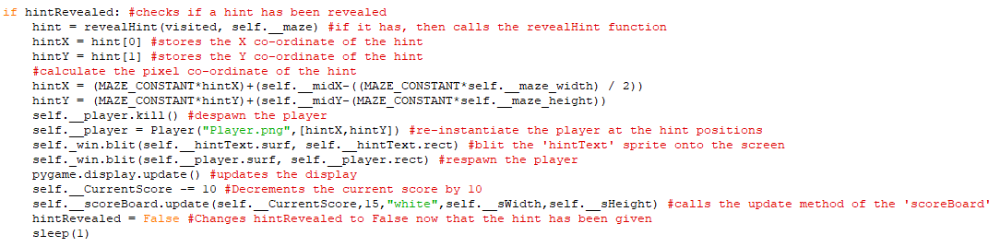 if hintRevealed: #checks if a hint has been revealed
    hint = revealHint(visited, self.__maze) #if it has, then calls the revealHint function
    hintX = hint[0] #stores the X co-ordinate of the hint
    hintY = hint[1] #stores the Y co-ordinate of the hint
    #calculate the pixel co-ordinate of the hint
    hintX = (MAZE_CONSTANT*hintX)+(self.__midX-((MAZE_CONSTANT*self.__maze_width) / 2))
    hintY = (MAZE_CONSTANT*hintY)+(self.__midY-(MAZE_CONSTANT*self.__maze_height))
    self.__player.kill() #despawn the player
    self.__player = Player("Player.png",[hintX,hintY]) #re-instantiate the player at the hint positions
    self._win.blit(self.__hintText.surf, self.__hintText.rect) #blit the 'hintText' sprite onto the screen
    self._win.blit(self.__player.surf, self.__player.rect) #respawn the player
    pygame.display.update() #updates the display
    self.__CurrentScore -= 10 #Decrements the current score by 10
    self.__scoreBoard.update(self.__CurrentScore,15,"white",self.__sWidth,self.__sHeight) #calls the update method of the 'scoreBoard'
    hintRevealed = False #Changes hintRevealed to False now that the hint has been given
    sleep(1)